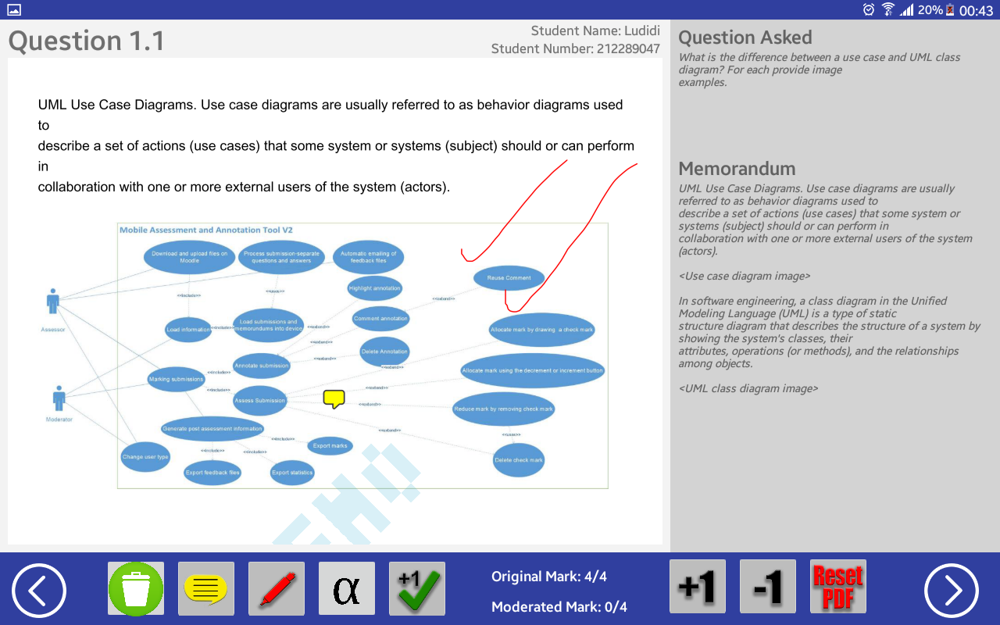 20% 00:43
Question 1.1
Student Name: Ludidi
Student Number: 212289047
UML Use Case Diagrams. Use case diagrams are usually referred to as behavior diagrams used
to
describe a set of actions (use cases) that some system or systems (subject) should or can perform
in
collaboration with one or more external users of the system (actors).
Mobile Assessment and Annotation Tool V2
Download and upload files on
Moodle
Process submission-separate
questions and answers
Automatic emailing of
feedback files
Reuse Comment
Highlight annotation
<<include>>
<<uses>>
<<extend>>
Assessor
Load information
<<include>>
Load submissions and
memorundums into device
<<extend>>
Comment annotation
Allocate mark by drawing a check mark
<<extend>>
Delete Annotation
<<extend>>
Annotate submission
<<extend>>
Allocate mark using the decrement or increment button
Marking submissions
<<include>>
<<include>>
<<extend>>
Moderator
Assess Submission
<<extend>>
Reduce mark by removing check mark
Generate post assessment information
<<extend>>
<<uses>>
<<include>>
Export marks
Change user type
<<include>>
<<include>>
Delete check mark
Export feedback files
Export statistics
Question Asked
What is the difference between a use case and UML class
diagram? For each provide image
examples.
Memorandum
UML Use Case Diagrams. Use case diagrams are usually
referred to as behavior diagrams used to
describe a set of actions (use cases) that some system or
systems (subject) should or can perform in
collaboration with one or more external users of the system
(actors).
<Use case diagram image>
In software engineering, a class diagram in the Unified
Modeling Language (UML) is a type of static
structure diagram that describes the structure of a system by
showing the system's classes, their
attributes, operations (or methods), and the relationships
among objects.
<UML class diagram image>
α
+1
Original Mark: 4/4
Moderated Mark: 0/4
+1
-1
Reset
PDF